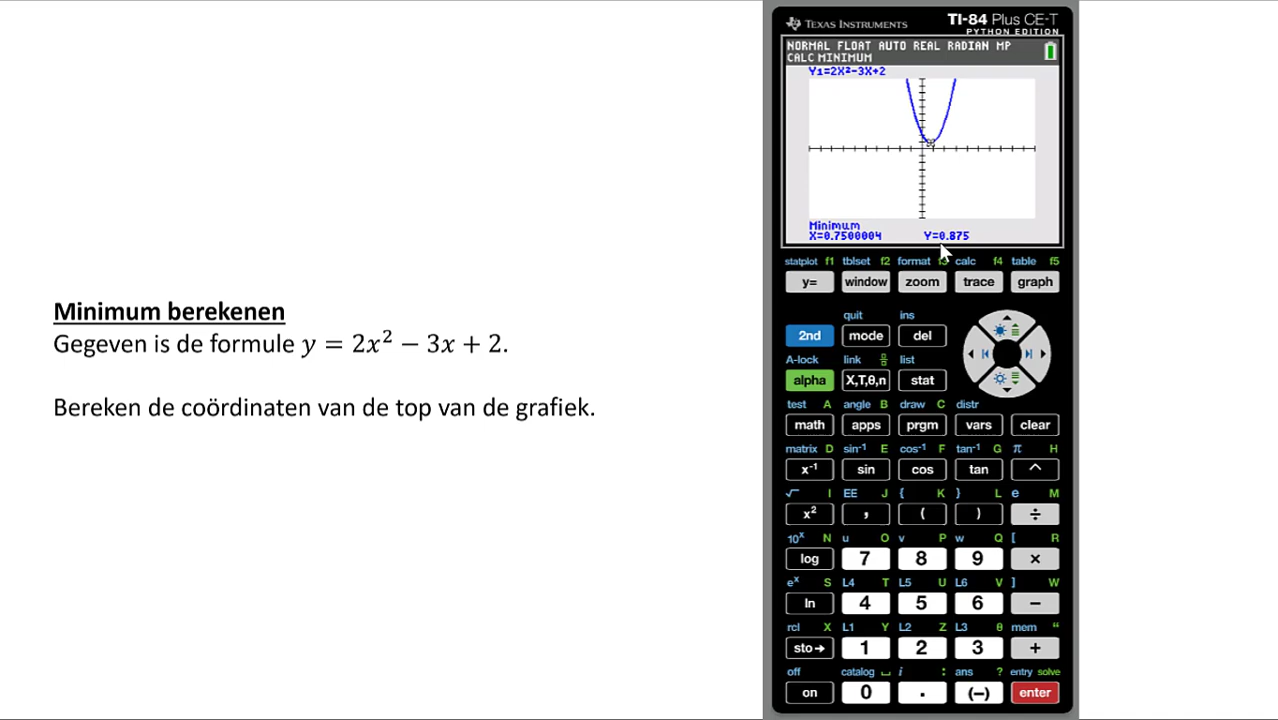 Minimum berekenen
Gegeven is de formule y = 2x² − 3x + 2.
Bereken de coördinaten van de top van de grafiek.
TEXAS INSTRUMENTS TI-84 Plus CE-T
PYTHON EDITION
NORMAL FLOAT AUTO REAL RADIAN MP
CALC MINIMUM
Y₁=2X²-3X+2
Minimum
X=0.7500004 Y=0.875
statplot f1 tblset f2 format f3 calc f4 table f5
y= window zoom trace graph
quit ins
2nd mode del
A-lock link list
alpha X,T,θ,n stat
test A angle B draw C distr
math apps prgm vars clear
matrix D sin⁻¹ E cos⁻¹ F tan⁻¹ G π H
x⁻¹ sin cos tan ^
√ I EE J { K } L e M
x² , ( ) ÷
10ˣ N u O v P w Q [ R
log 7 8 9 ×
eˣ S L4 T L5 U L6 V ] W
ln 4 5 6 −
rcl X L1 Y L2 Z L3 θ mem “
sto→ 1 2 3 +
off catalog ⎵ i : ans ? entry solve
on 0 . (−) enter